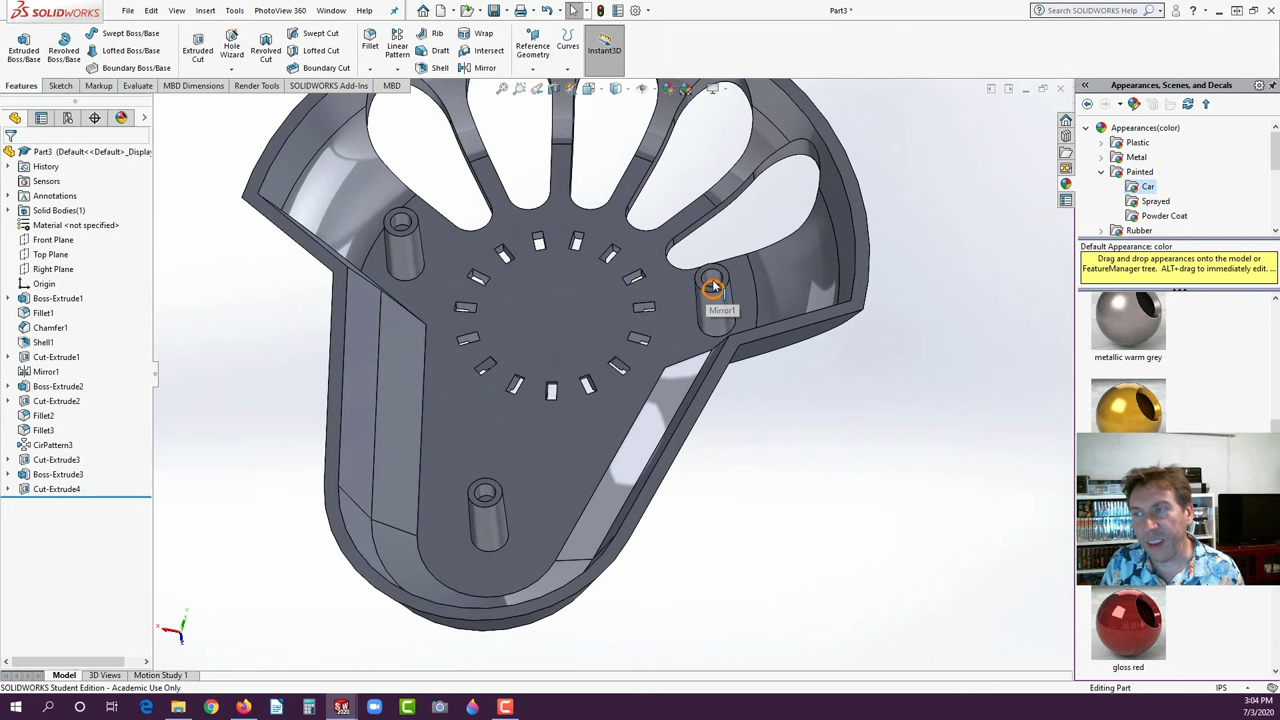 SOLIDWORKS File Edit View Insert Tools PhotoView 360 Window Help Part3 * Search SOLIDWORKS Help
Extruded Boss/Base Revolved Boss/Base Swept Boss/Base Lofted Boss/Base Boundary Boss/Base Extruded Cut Hole Wizard Revolved Cut Swept Cut Lofted Cut Boundary Cut Fillet Linear Pattern Rib Draft Shell Wrap Intersect Mirror Reference Geometry Curves Instant3D
Features Sketch Markup Evaluate MBD Dimensions Render Tools SOLIDWORKS Add-Ins MBD
Part3 (Default<<Default>_Display
History
Sensors
Annotations
Solid Bodies(1)
Material <not specified>
Front Plane
Top Plane
Right Plane
Origin
Boss-Extrude1
Fillet1
Chamfer1
Shell1
Cut-Extrude1
Mirror1
Boss-Extrude2
Cut-Extrude2
Fillet2
Fillet3
CirPattern3
Cut-Extrude3
Boss-Extrude3
Cut-Extrude4
Mirror1
Appearances, Scenes, and Decals
Appearances(color)
Plastic
Metal
Painted
Car
Sprayed
Powder Coat
Rubber
Default Appearance: color
Drag and drop appearances onto the model or
FeatureManager tree. ALT+drag to immediately edit. ...
metallic warm grey
gloss red
Model 3D Views Motion Study 1
SOLIDWORKS Student Edition - Academic Use Only Editing Part IPS
3:04 PM
7/3/2020